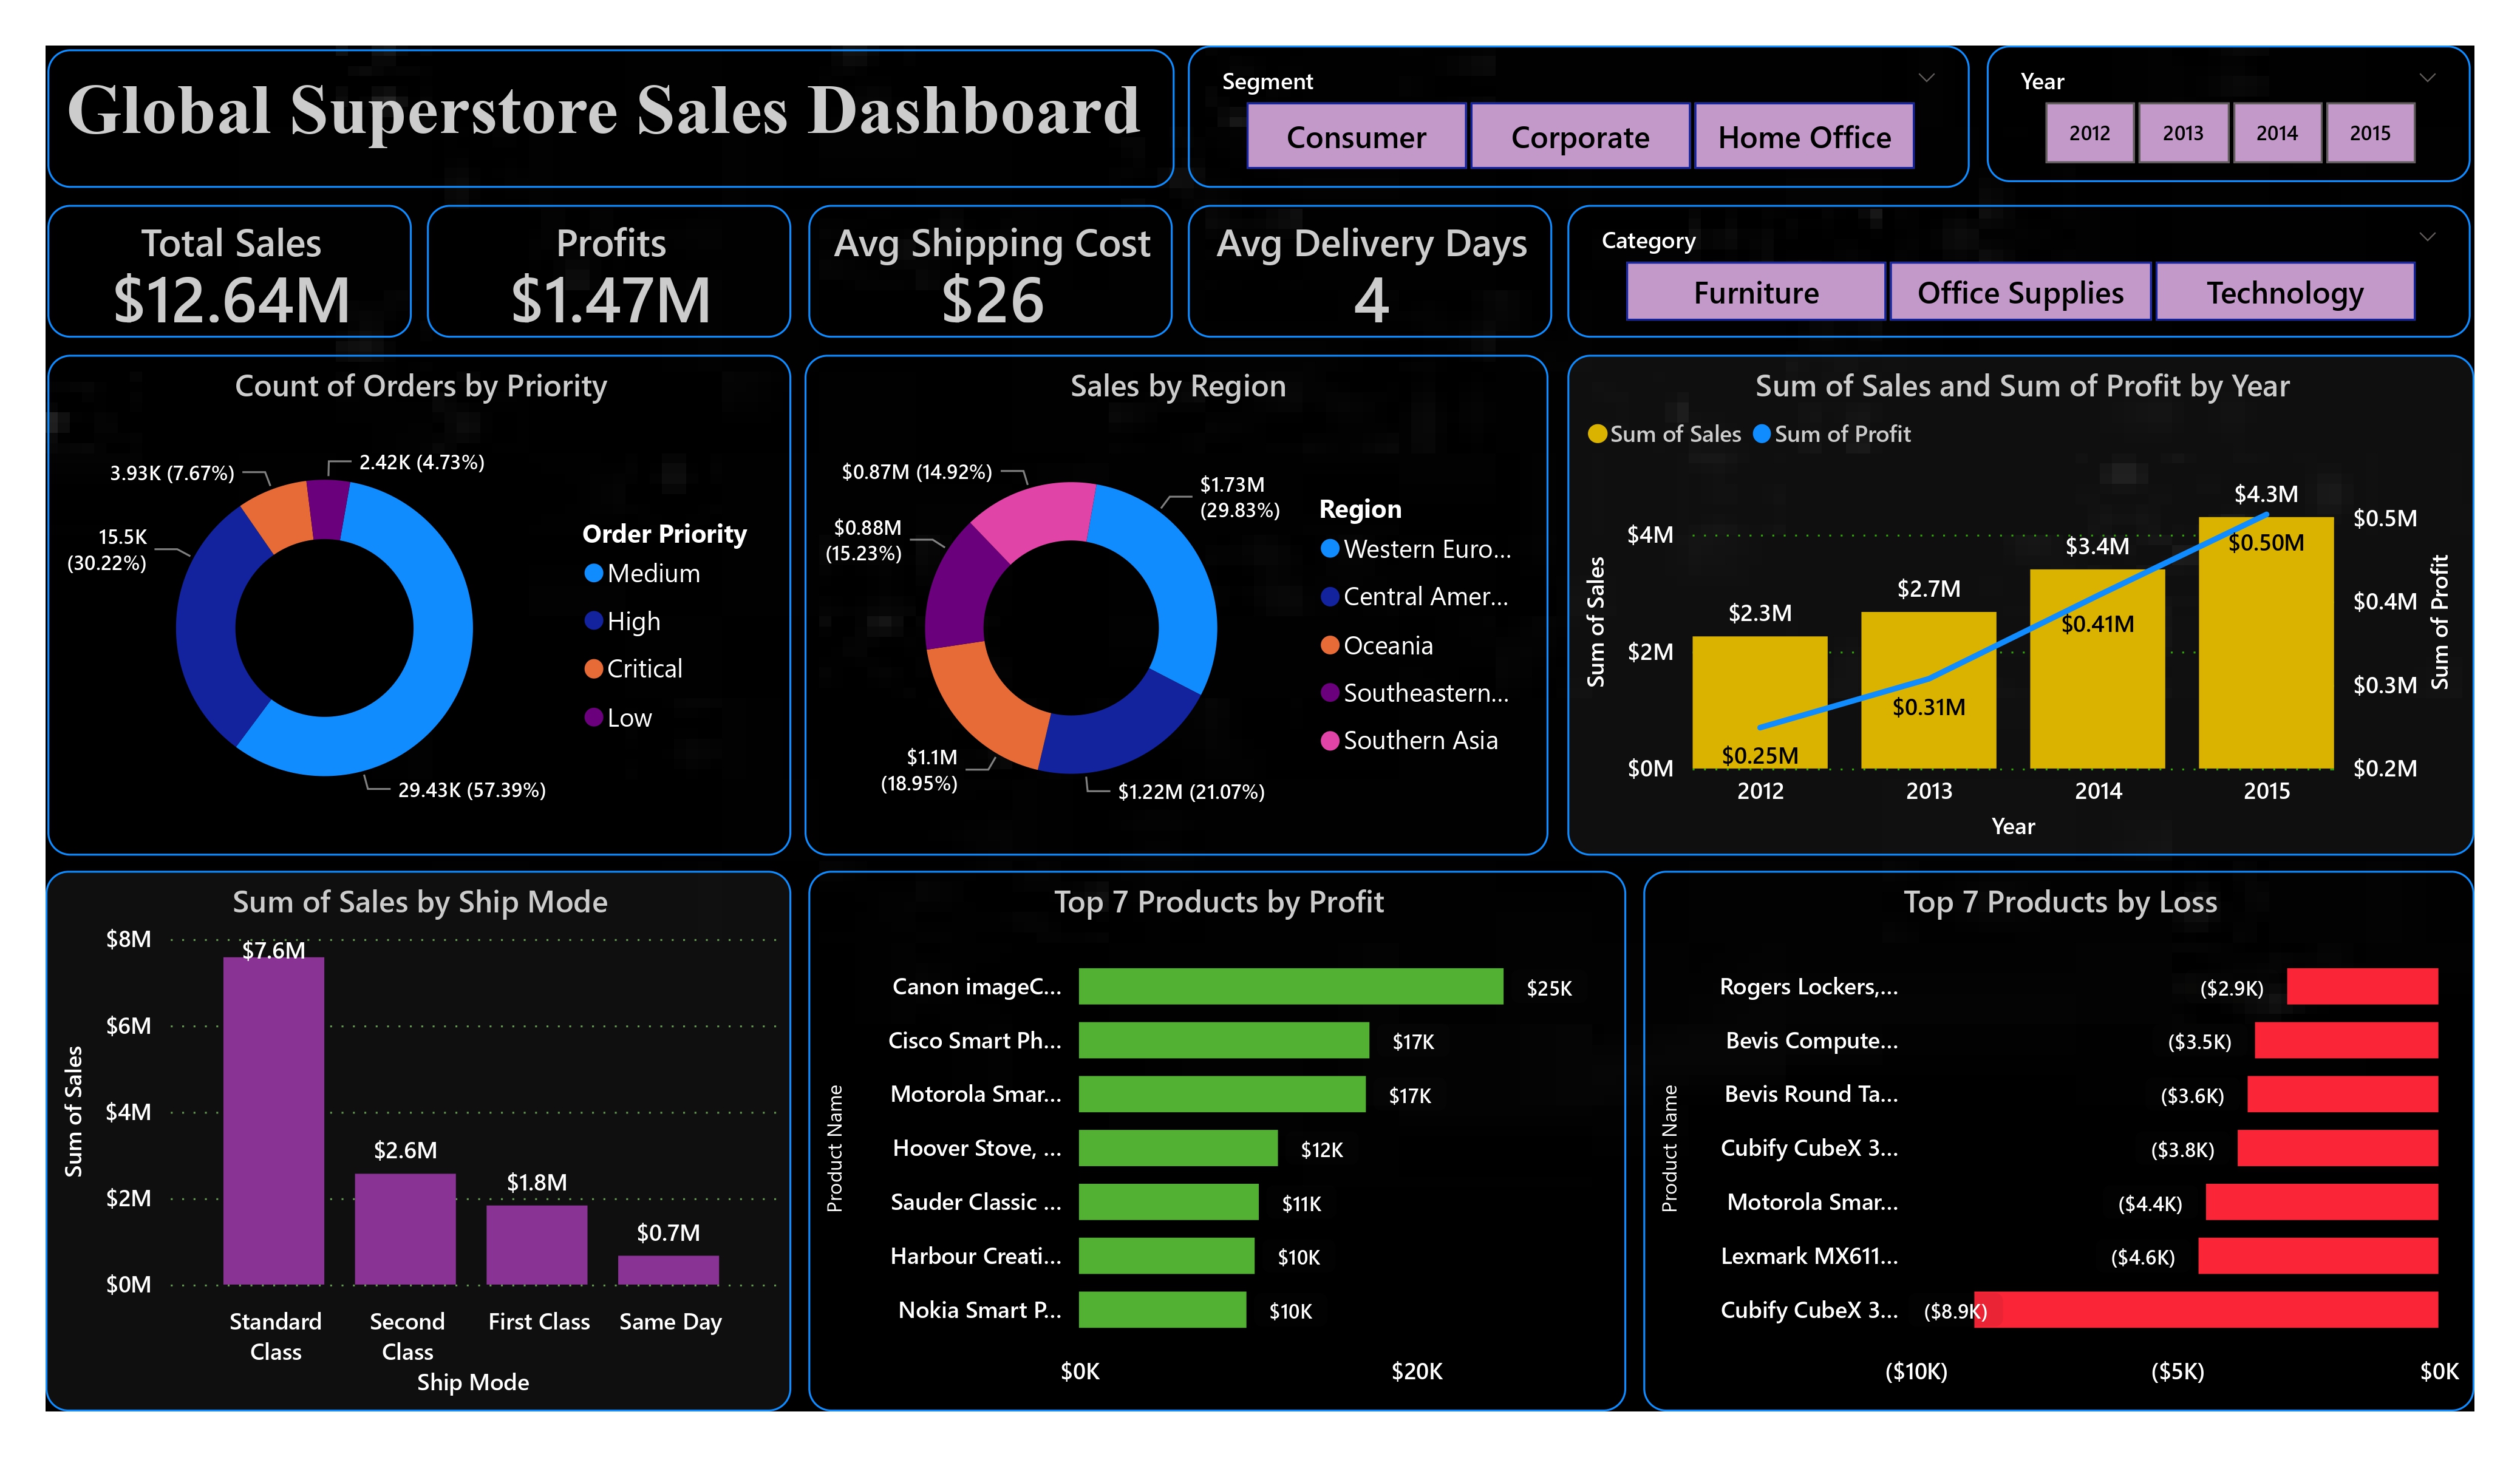 Global Superstore Sales Dashboard
Segment
Consumer
Corporate
Home Office
Year
2012
2013
2014
2015
Total Sales
$12.64M
Profits
$1.47M
Avg Shipping Cost
$26
Avg Delivery Days
4
Category
Furniture
Office Supplies
Technology
Count of Orders by Priority
3.93K (7.67%)
2.42K (4.73%)
15.5K
(30.22%)
29.43K (57.39%)
Order Priority
Medium
High
Critical
Low
Sales by Region
$0.87M (14.92%)
$1.73M
(29.83%)
$0.88M
(15.23%)
$1.1M
(18.95%)
$1.22M (21.07%)
Region
Western Euro...
Central Amer...
Oceania
Southeastern...
Southern Asia
Sum of Sales and Sum of Profit by Year
Sum of Sales
Sum of Profit
Sum of Sales
$4M
$2M
$0M
$2.3M
$2.7M
$3.4M
$4.3M
$0.25M
$0.31M
$0.41M
$0.50M
$0.5M
$0.4M
$0.3M
$0.2M
Sum of Profit
2012
2013
2014
2015
Year
Sum of Sales by Ship Mode
Sum of Sales
$8M
$6M
$4M
$2M
$0M
$7.6M
$2.6M
$1.8M
$0.7M
Standard
Class
Second
Class
First Class
Same Day
Ship Mode
Top 7 Products by Profit
Product Name
Canon imageC...
$25K
Cisco Smart Ph...
$17K
Motorola Smar...
$17K
Hoover Stove, ...
$12K
Sauder Classic ...
$11K
Harbour Creati...
$10K
Nokia Smart P...
$10K
$0K
$20K
Top 7 Products by Loss
Product Name
Rogers Lockers,...
($2.9K)
Bevis Compute...
($3.5K)
Bevis Round Ta...
($3.6K)
Cubify CubeX 3...
($3.8K)
Motorola Smar...
($4.4K)
Lexmark MX611...
($4.6K)
Cubify CubeX 3...
($8.9K)
($10K)
($5K)
$0K